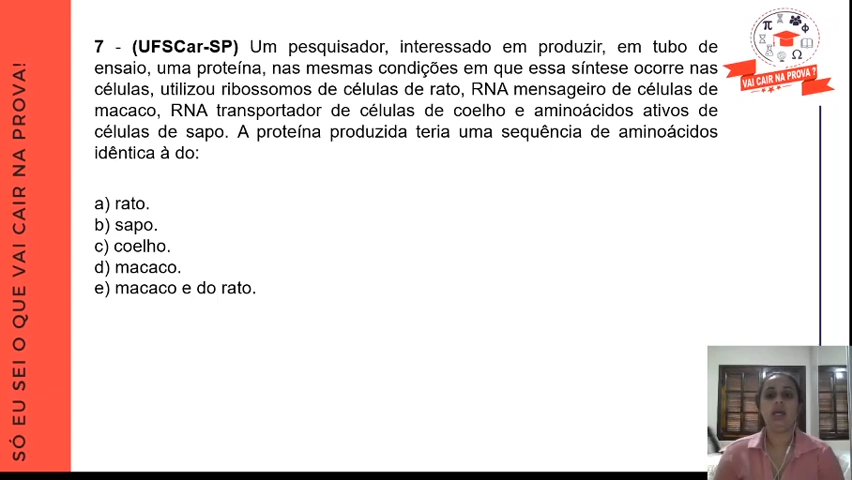 SÓ EU SEI O QUE VAI CAIR NA PROVA!
7 - (UFSCar-SP) Um pesquisador, interessado em produzir, em tubo de
ensaio, uma proteína, nas mesmas condições em que essa síntese ocorre nas
células, utilizou ribossomos de células de rato, RNA mensageiro de células de
macaco, RNA transportador de células de coelho e aminoácidos ativos de
células de sapo. A proteína produzida teria uma sequência de aminoácidos
idêntica à do:
a) rato.
b) sapo.
c) coelho.
d) macaco.
e) macaco e do rato.
π
Φ
Ω
VAI CAIR NA PROVA ?